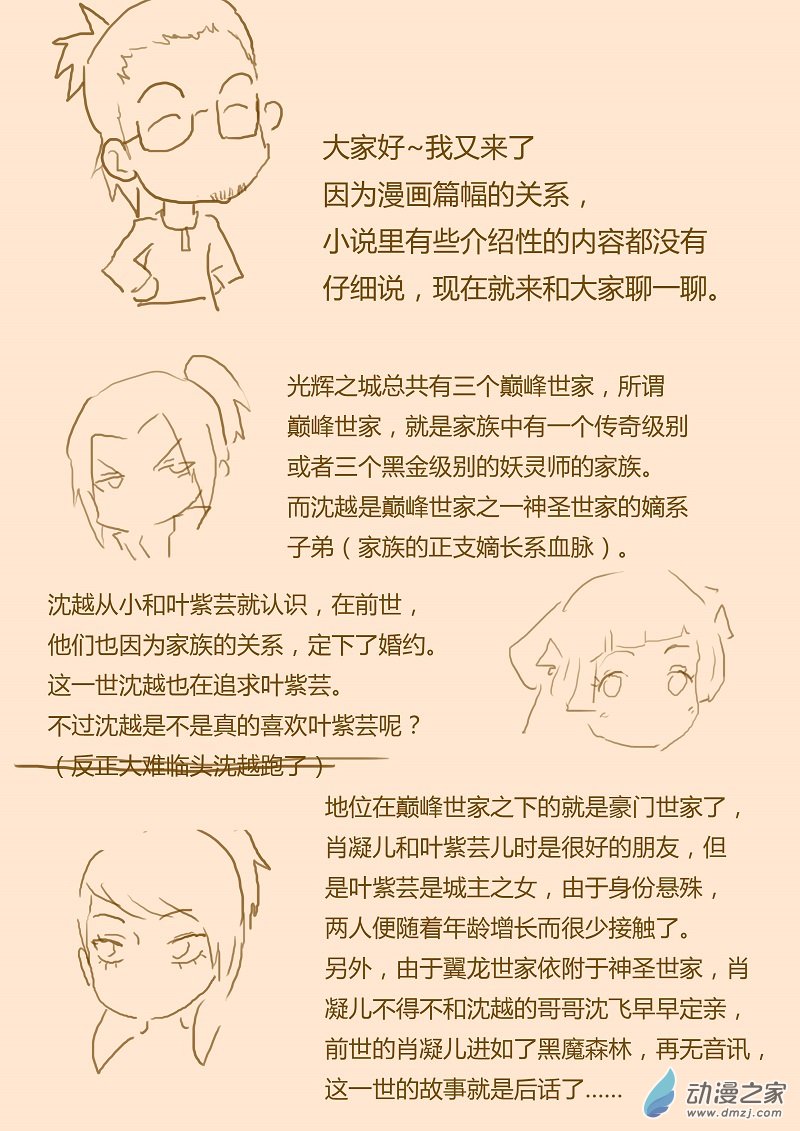 大家好~我又来了
因为漫画篇幅的关系，
小说里有些介绍性的内容都没有
仔细说，现在就来和大家聊一聊。
光辉之城总共有三个巅峰世家，所谓
巅峰世家，就是家族中有一个传奇级别
或者三个黑金级别的妖灵师的家族。
而沈越是巅峰世家之一神圣世家的嫡系
子弟（家族的正支嫡长系血脉）。
沈越从小和叶紫芸就认识，在前世，
他们也因为家族的关系，定下了婚约。
这一世沈越也在追求叶紫芸。
不过沈越是不是真的喜欢叶紫芸呢？
（反正大难临头沈越跑了）
地位在巅峰世家之下的就是豪门世家了，
肖凝儿和叶紫芸儿时是很好的朋友，但
是叶紫芸是城主之女，由于身份悬殊，
两人便随着年龄增长而很少接触了。
另外，由于翼龙世家依附于神圣世家，肖
凝儿不得不和沈越的哥哥沈飞早早定亲，
前世的肖凝儿进如了黑魔森林，再无音讯，
这一世的故事就是后话了......
动漫之家
www.dmzj.com